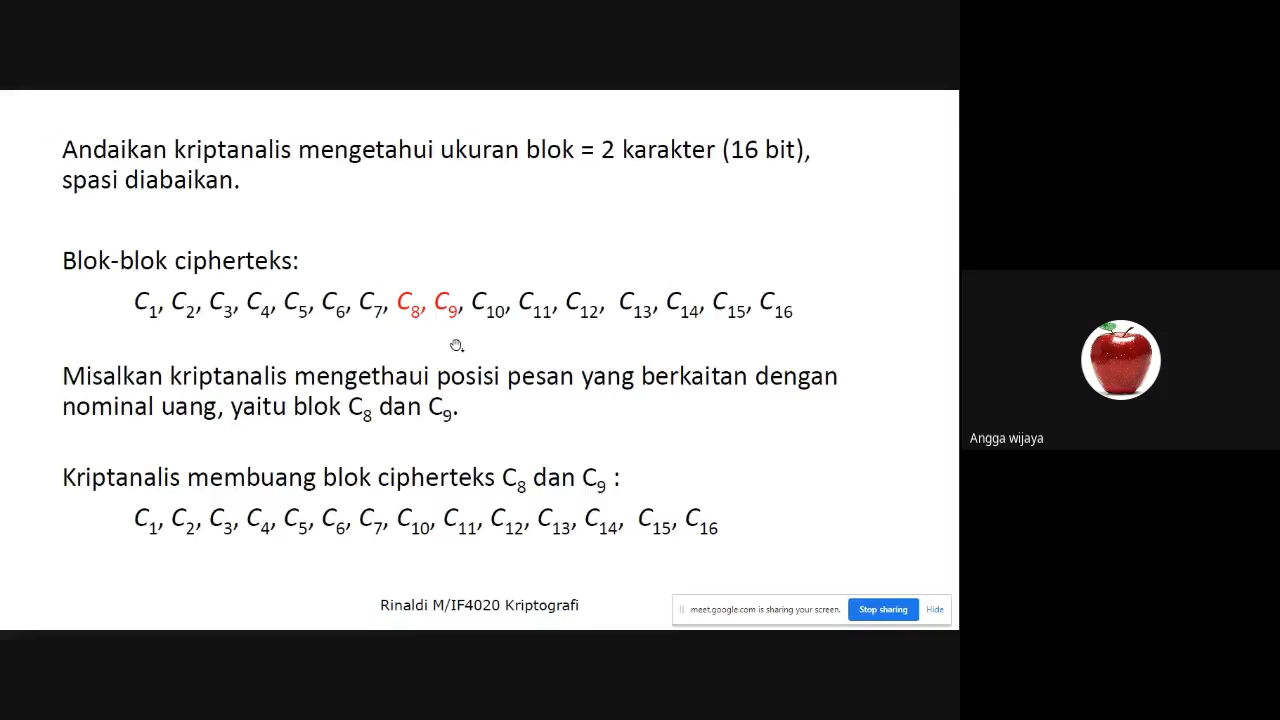 Andaikan kriptanalis mengetahui ukuran blok = 2 karakter (16 bit),
spasi diabaikan.
Blok-blok cipherteks:
C₁, C₂, C₃, C₄, C₅, C₆, C₇, C₈, C₉, C₁₀, C₁₁, C₁₂, C₁₃, C₁₄, C₁₅, C₁₆
Misalkan kriptanalis mengethaui posisi pesan yang berkaitan dengan
nominal uang, yaitu blok C₈ dan C₉.
Kriptanalis membuang blok cipherteks C₈ dan C₉ :
C₁, C₂, C₃, C₄, C₅, C₆, C₇, C₁₀, C₁₁, C₁₂, C₁₃, C₁₄, C₁₅, C₁₆
Rinaldi M/IF4020 Kriptografi
meet.google.com is sharing your screen.
Stop sharing
Hide
Angga wijaya